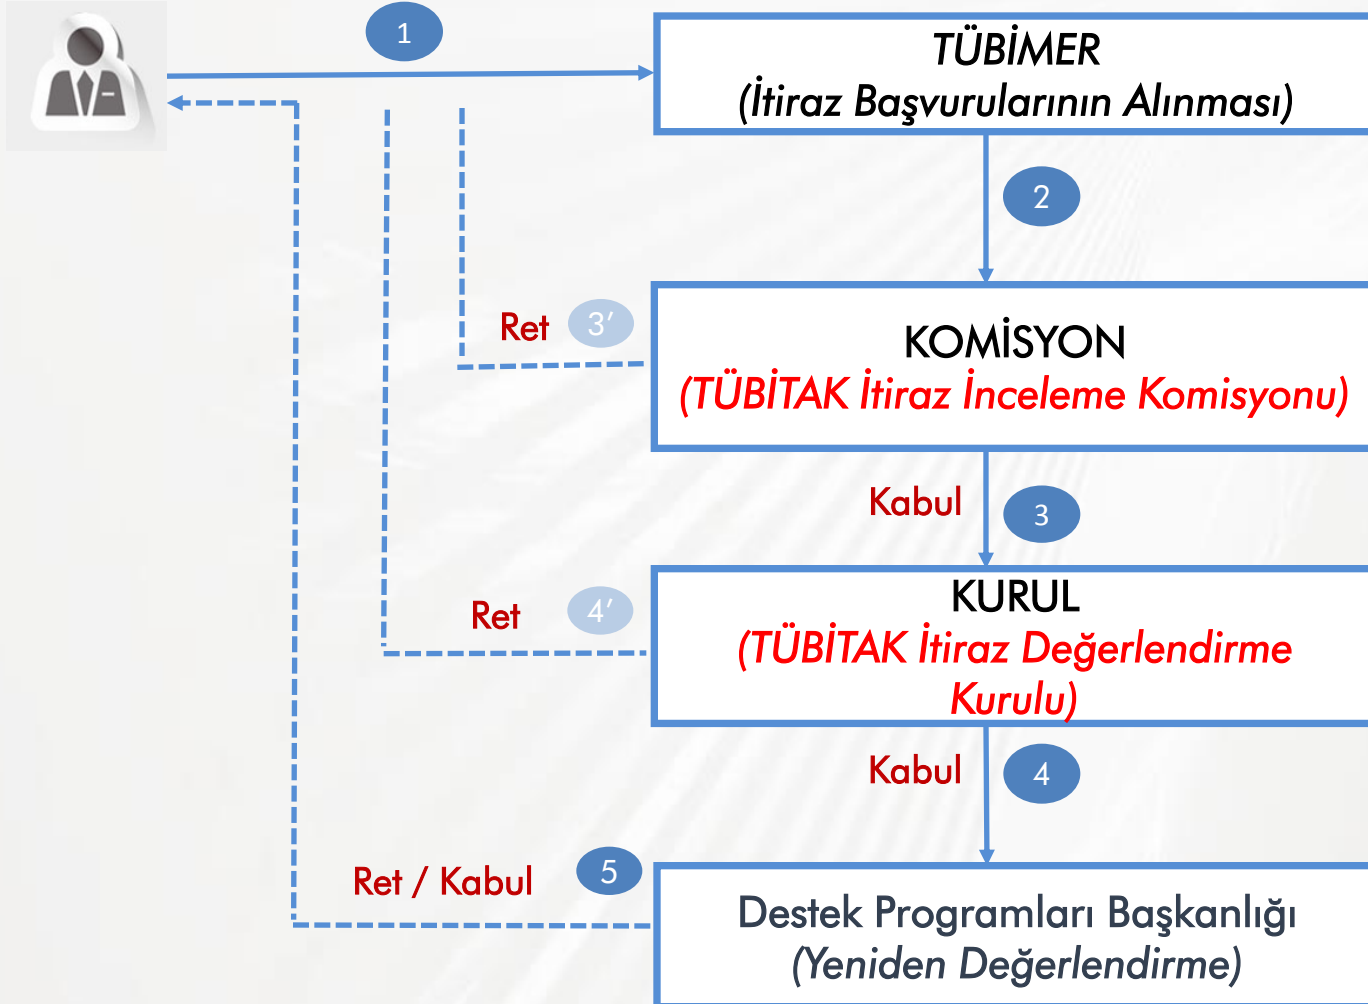 1
TÜBİMER
(İtiraz Başvurularının Alınması)
2
Ret 3′
KOMİSYON
(TÜBİTAK İtiraz İnceleme Komisyonu)
Kabul 3
Ret 4′
KURUL
(TÜBİTAK İtiraz Değerlendirme
Kurulu)
Kabul 4
Ret / Kabul 5
Destek Programları Başkanlığı
(Yeniden Değerlendirme)